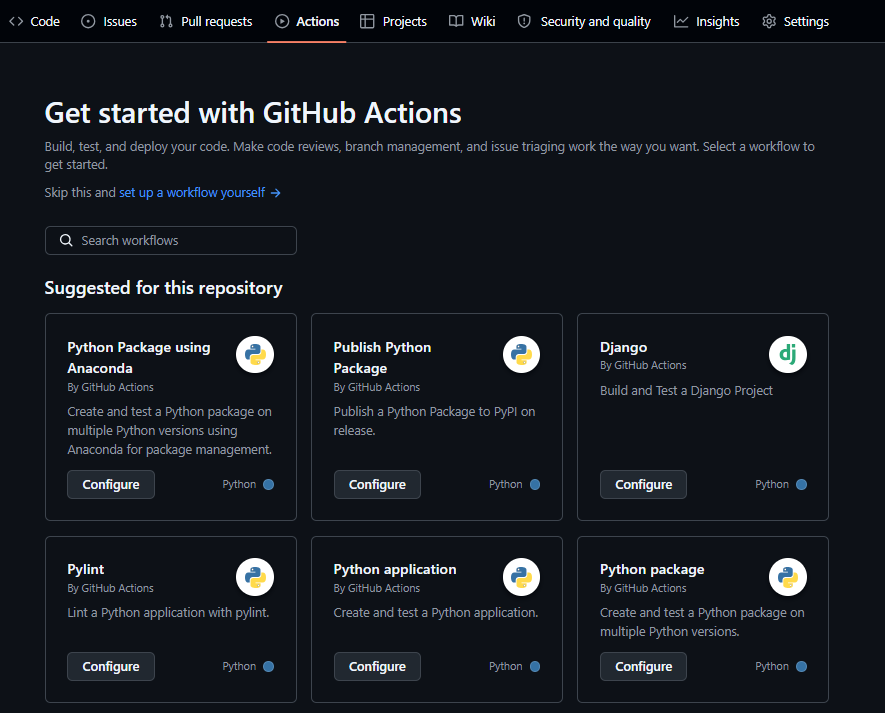 Code Issues Pull requests Actions Projects Wiki Security and quality Insights Settings
Get started with GitHub Actions
Build, test, and deploy your code. Make code reviews, branch management, and issue triaging work the way you want. Select a workflow to
get started.
Skip this and set up a workflow yourself →
Search workflows
Suggested for this repository
Python Package using
Anaconda
By GitHub Actions
Create and test a Python package on
multiple Python versions using
Anaconda for package management.
Configure Python
Publish Python
Package
By GitHub Actions
Publish a Python Package to PyPI on
release.
Configure Python
Django
dj
By GitHub Actions
Build and Test a Django Project
Configure Python
Pylint
By GitHub Actions
Lint a Python application with pylint.
Configure Python
Python application
By GitHub Actions
Create and test a Python application.
Configure Python
Python package
By GitHub Actions
Create and test a Python package on
multiple Python versions.
Configure Python